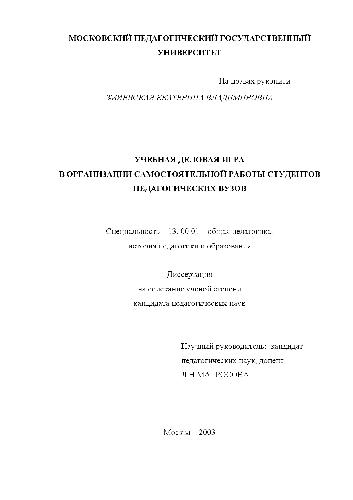 МОСКОВСКИЙ ПЕДАГОГИЧЕСКИЙ ГОСУДАРСТВЕННЫЙ
УНИВЕРСИТЕТ
На правах рукописи
ЕКАТЕРИНА ВЛАДИМИРОВНА
УЧЕБНАЯ ДЕЛОВАЯ ИГРА
В ОРГАНИЗАЦИИ САМОСТОЯТЕЛЬНОЙ РАБОТЫ СТУДЕНТОВ
ПЕДАГОГИЧЕСКИХ ВУЗОВ
Специальность 13.00.01 – общая педагогика,
история педагогики и образования
Диссертация
на соискание ученой степени
кандидата педагогических наук
Научный руководитель: кандидат
педагогических наук, доцент
Москва – 2003